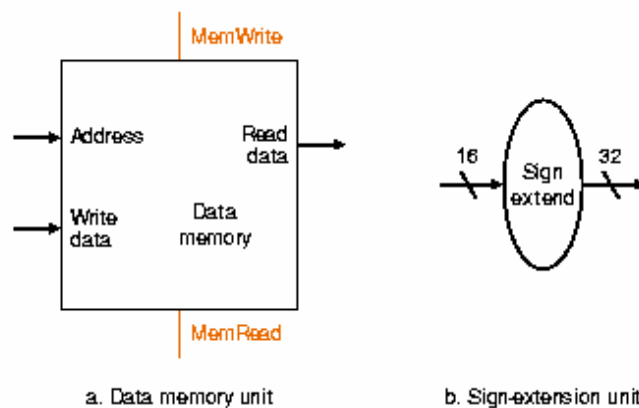 MemWrite
Address
Read
data
Write
data
Data
memory
MemRead
a. Data memory unit
16
32
Sign
extend
b. Sign-extension unit